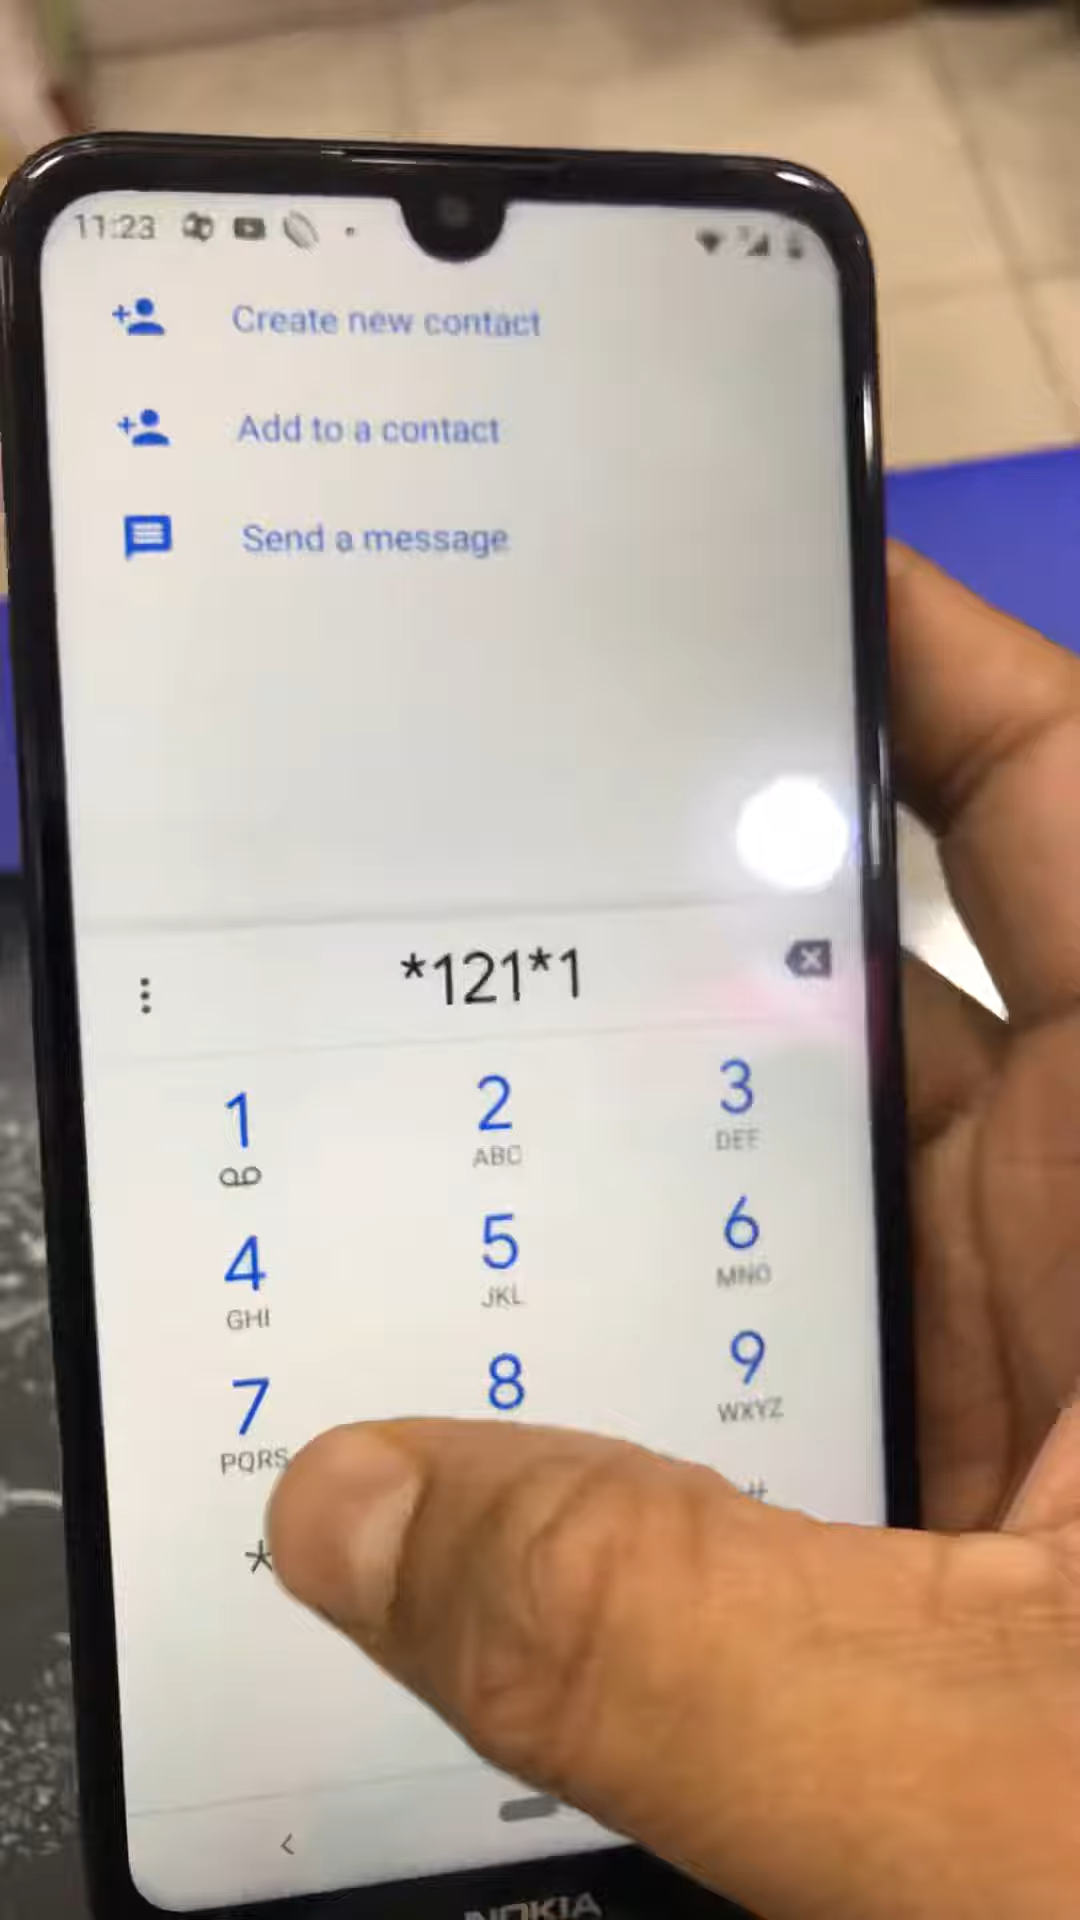 11:23
Create new contact
Add to a contact
Send a message
*121*1
1 2 3
ABC DEF
4 5 6
GHI JKL MNO
7 8 9
PQRS WXYZ
* #
NOKIA